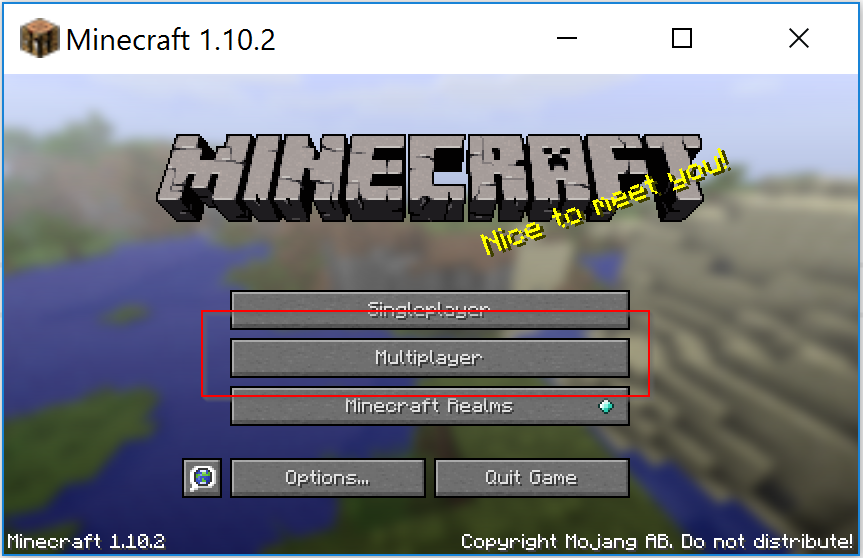 Minecraft 1.10.2
MINECRAFT
Nice to meet you!
Singleplayer
Multiplayer
Minecraft Realms
Options... Quit Game
Minecraft 1.10.2 Copyright Mojang AB. Do not distribute!